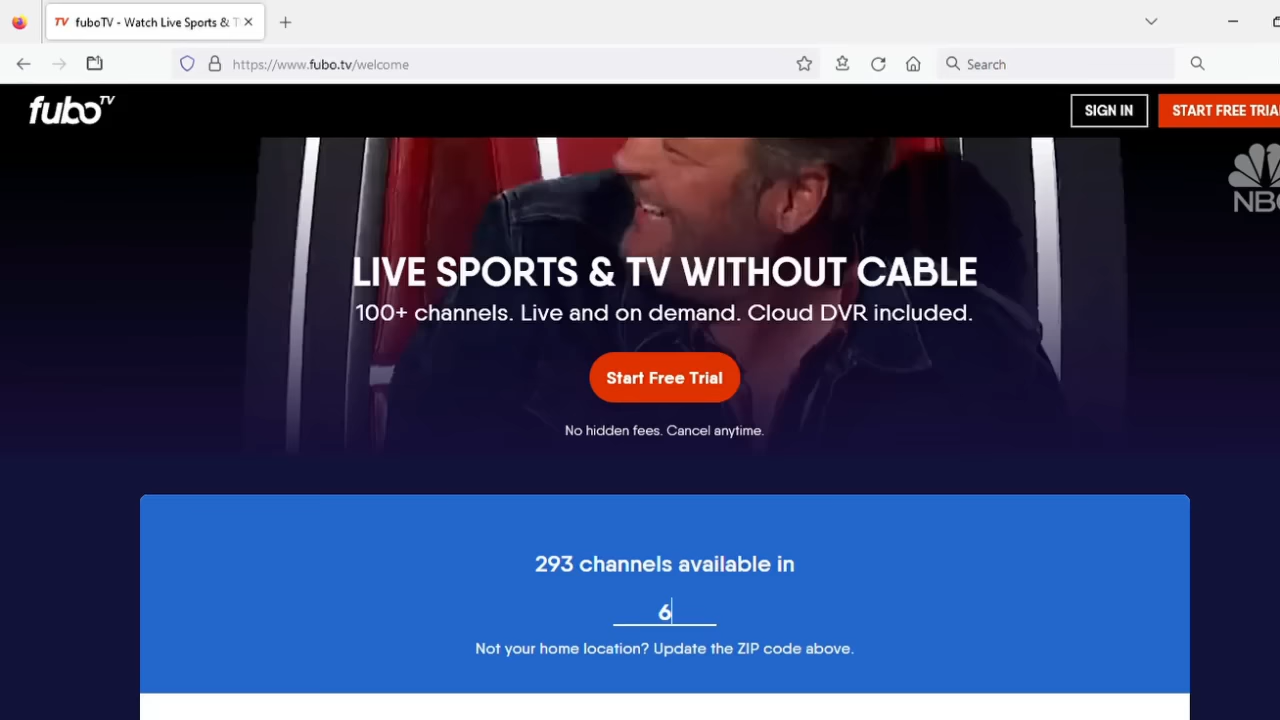 TV fuboTV - Watch Live Sports & T
https://www.fubo.tv/welcome
Search
fubo TV
SIGN IN
START FREE TRIA
NBC
LIVE SPORTS & TV WITHOUT CABLE
100+ channels. Live and on demand. Cloud DVR included.
Start Free Trial
No hidden fees. Cancel anytime.
293 channels available in
6
Not your home location? Update the ZIP code above.